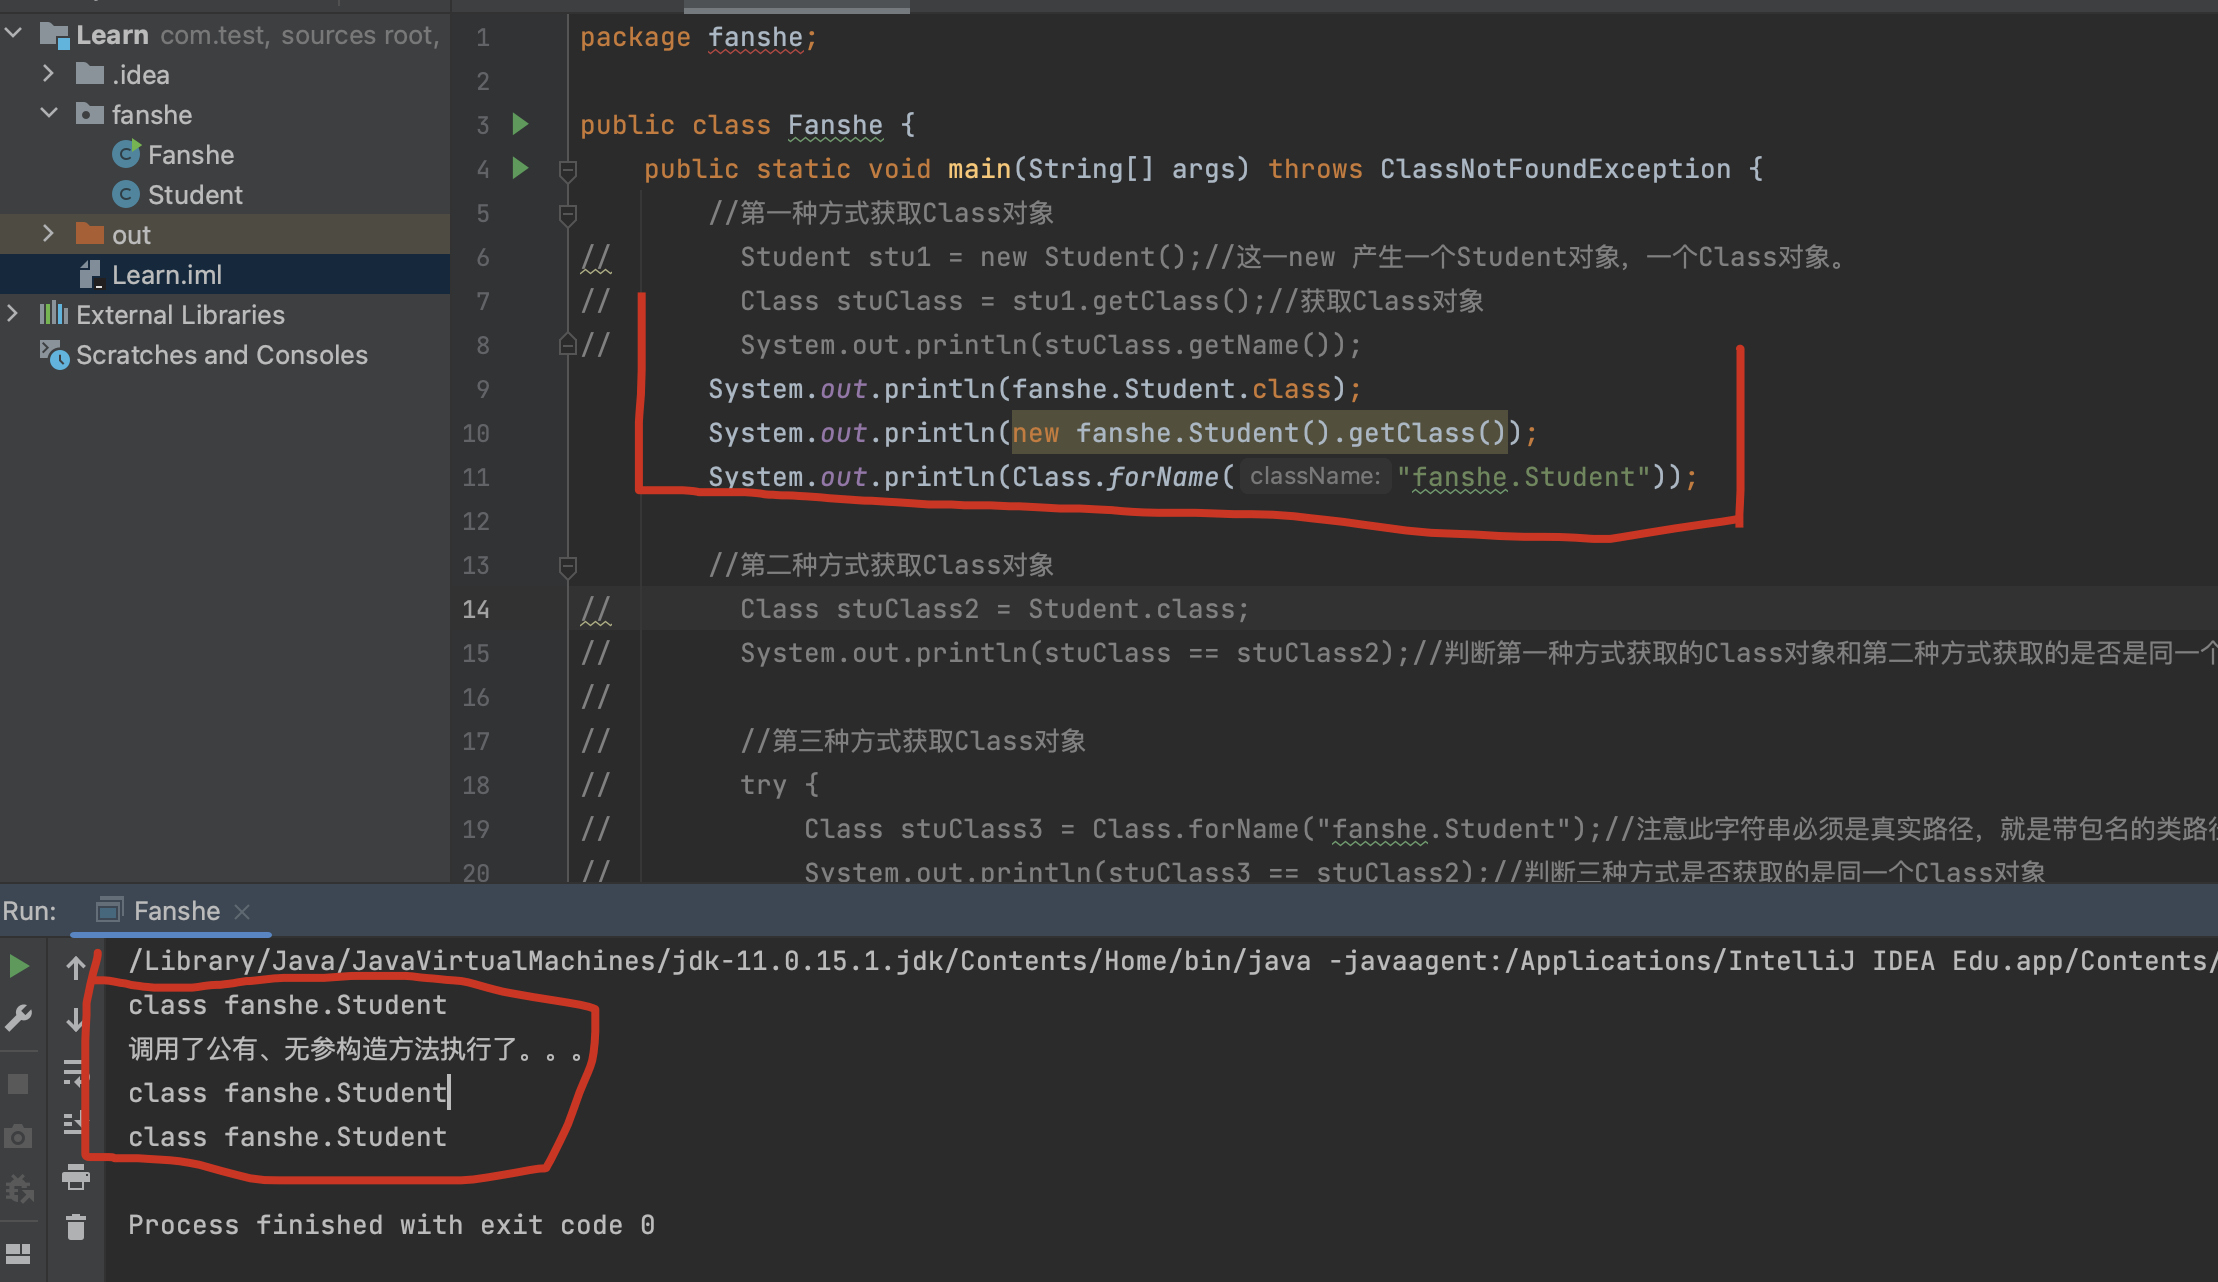 Learn com.test, sources root,
.idea
fanshe
Fanshe
Student
out
Learn.iml
External Libraries
Scratches and Consoles
1 package fanshe;
2
3 public class Fanshe {
4 public static void main(String[] args) throws ClassNotFoundException {
5 //第一种方式获取Class对象
6 // Student stu1 = new Student();//这一new 产生一个Student对象，一个Class对象。
7 // Class stuClass = stu1.getClass();//获取Class对象
8 // System.out.println(stuClass.getName());
9 System.out.println(fanshe.Student.class);
10 System.out.println(new fanshe.Student().getClass());
11 System.out.println(Class.forName( className: "fanshe.Student"));
12
13 //第二种方式获取Class对象
14 // Class stuClass2 = Student.class;
15 // System.out.println(stuClass == stuClass2);//判断第一种方式获取的Class对象和第二种方式获取的是否是同一个
16 //
17 // //第三种方式获取Class对象
18 // try {
19 // Class stuClass3 = Class.forName("fanshe.Student");//注意此字符串必须是真实路径，就是带包名的类路径
20 // System.out.println(stuClass3 == stuClass2);//判断三种方式是否获取的是同一个Class对象
Run: Fanshe
/Library/Java/JavaVirtualMachines/jdk-11.0.15.1.jdk/Contents/Home/bin/java -javaagent:/Applications/IntelliJ IDEA Edu.app/Contents/
class fanshe.Student
调用了公有、无参构造方法执行了。。。
class fanshe.Student
class fanshe.Student
Process finished with exit code 0